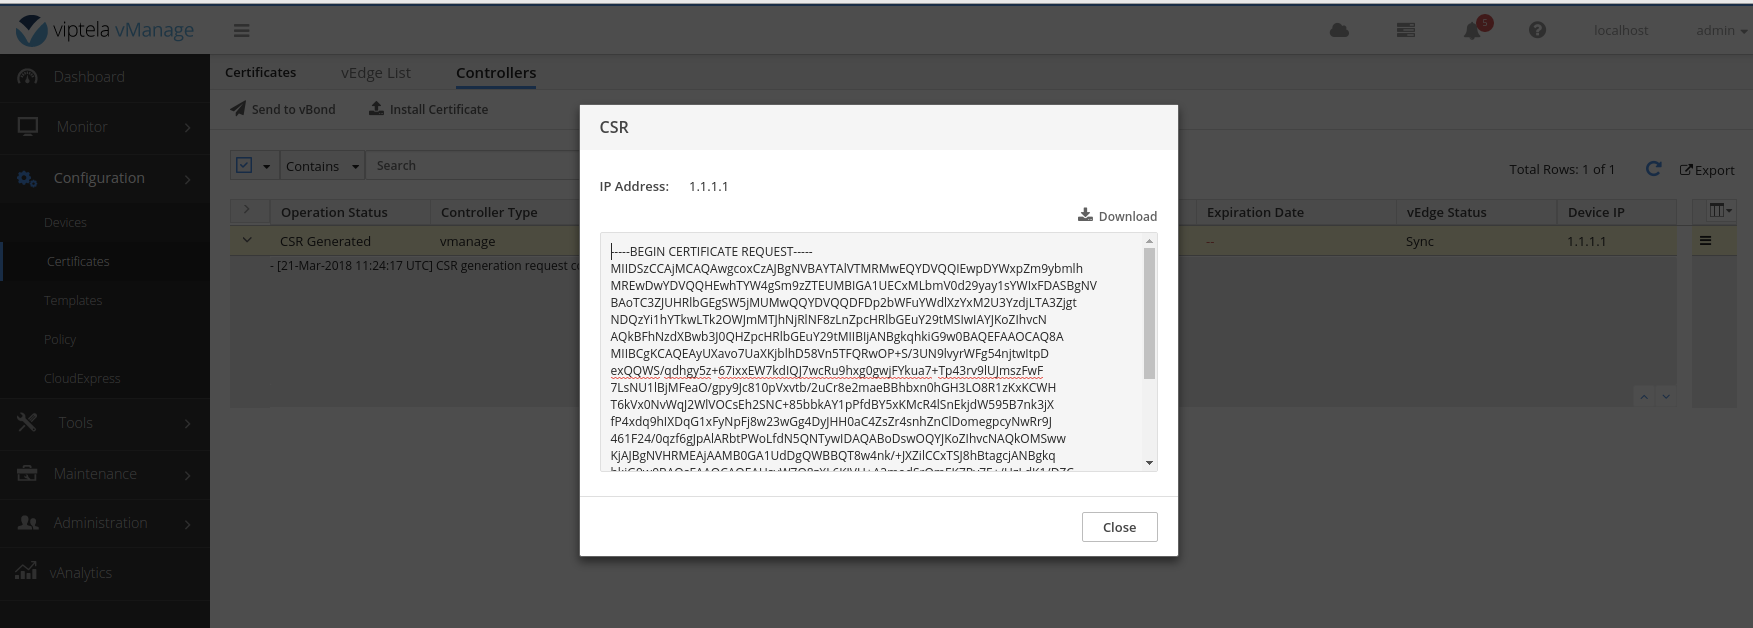 viptela vManage
5
localhost
admin
Dashboard
Monitor
Configuration
Devices
Certificates
Templates
Policy
CloudExpress
Tools
Maintenance
Administration
vAnalytics
Certificates
vEdge List
Controllers
Send to vBond
Install Certificate
Contains
Search
Total Rows: 1 of 1
Export
Operation Status
Controller Type
Expiration Date
vEdge Status
Device IP
CSR Generated
vmanage
--
Sync
1.1.1.1
- [21-Mar-2018 11:24:17 UTC] CSR generation request
CSR
IP Address: 1.1.1.1
Download
-----BEGIN CERTIFICATE REQUEST-----
MIIDSzCCAjMCAQAwgcoxCzAJBgNVBAYTAlVTMRMwEQYDVQQIEwpDYWxpZm9ybmlh
MREwDwYDVQQHEwhTYW4gSm9zZTEUMBIGA1UECxMLbmV0d29yay1sYWIxFDASBgNV
BAoTC3ZJUHRlbGEgSW5jMUMwQQYDVQQDFDp2bWFuYWdlXzYxM2U3YzdjLTA3Zjgt
NDQzYi1hYTkwLTk2OWJmMTJhNjRlNF8zLnZpcHRlbGEuY29tMSIwIAYJKoZIhvcN
AQkBFhNzdXBwb3J0QHZpcHRlbGEuY29tMIIBIjANBgkqhkiG9w0BAQEFAAOCAQ8A
MIIBCgKCAQEAyUXavo7UaXKjblhD58Vn5TFQRwOP+S/3UN9lvyrWFg54njtwItpD
exQQWS/qdhgy5z+67ixxEW7kdIQJ7wcRu9hxg0gwjFYkua7+Tp43rv9lUJmszFwF
7LsNU1lBjMFeaO/gpy9Jc810pVxvtb/2uCr8e2maeBBhbxn0hGH3LO8R1zKxKCWH
T6kVx0NvWqJ2WlVOCsEh2SNC+85bbkAY1pPfdBY5xKMcR4lSnEkjdW595B7nk3jX
fP4xdq9hIXDqG1xFyNpFj8w23wGg4DyJHH0aC4ZsZr4snhZnClDomegpcyNwRr9J
461F24/0qzf6gJpAlARbtPWoLfdN5QNTywIDAQABoDswOQYJKoZIhvcNAQkOMSww
KjAJBgNVHRMEAjAAMB0GA1UdDgQWBBQT8w4nk/+JXZilCCxTSJ8hBtagcjANBgkq
Close